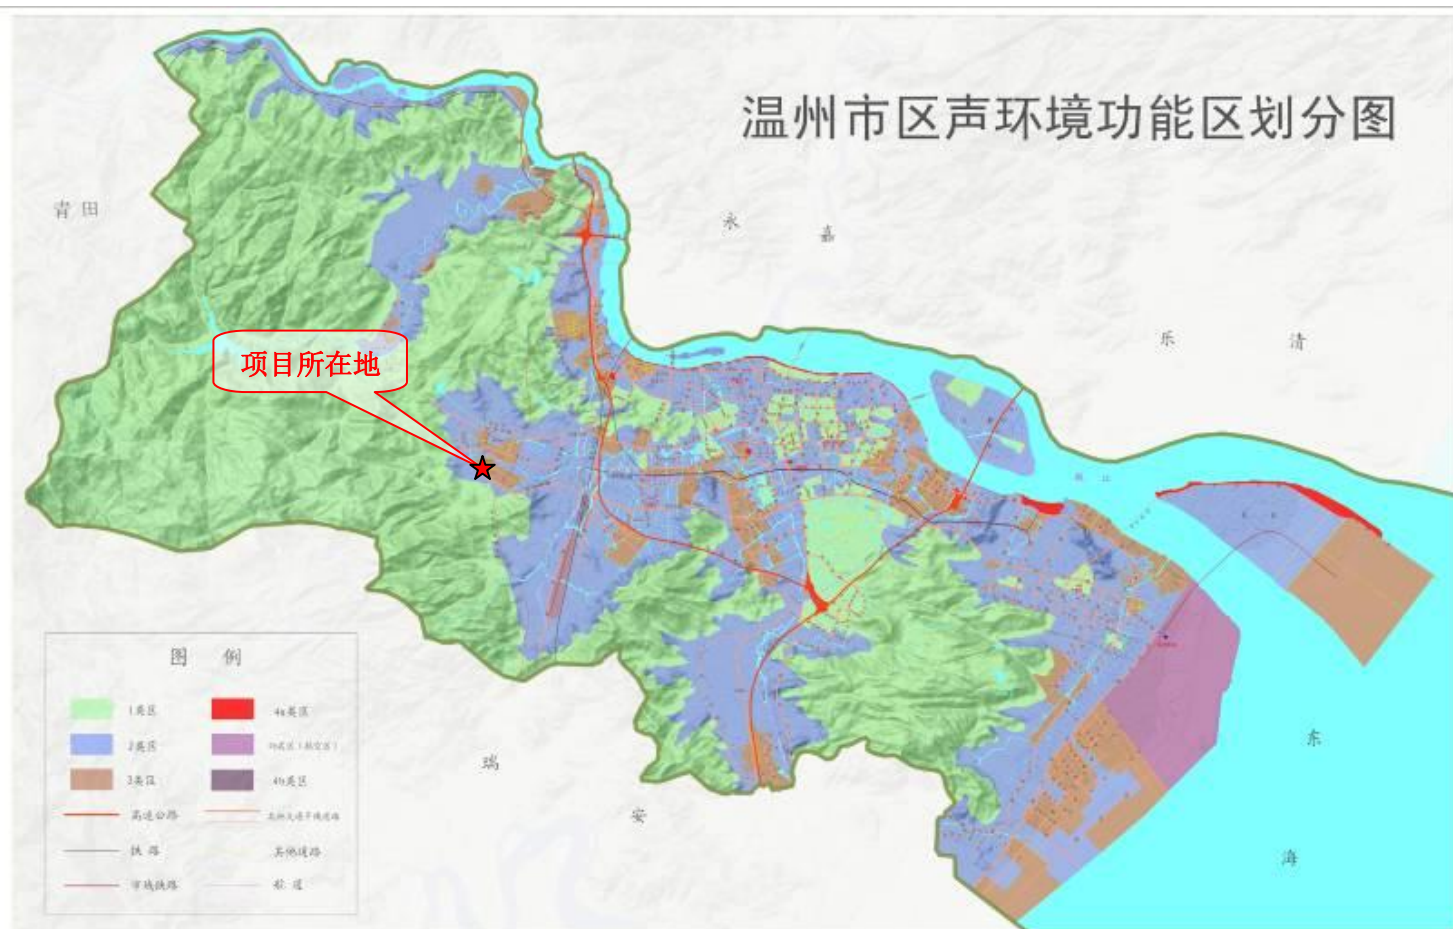 温州市区声环境功能区划分图
青田
永嘉
乐清
项目所在地
瑞安
东海
图 例
1类区
4a类区
2类区
3类区
4b类区
高速公路
铁路
其他道路
市域铁路
航道